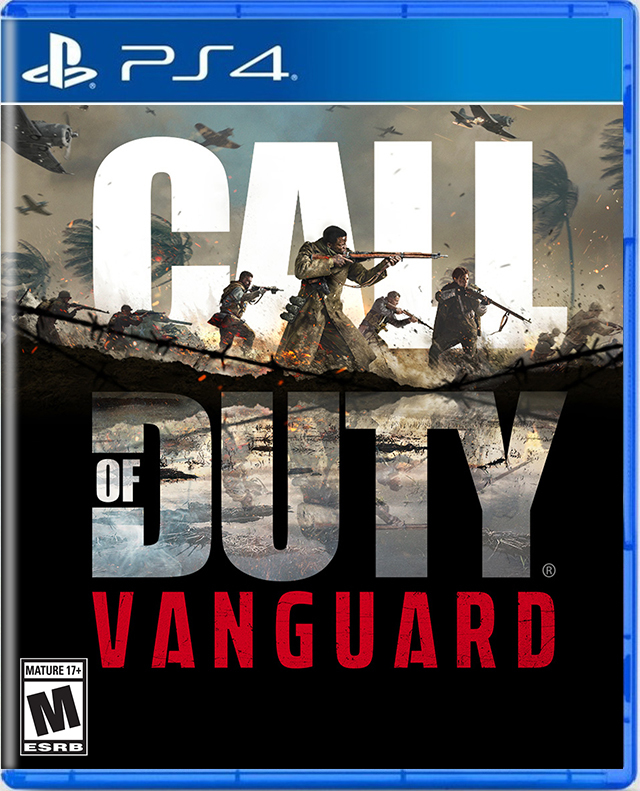 PS4®
CALL
OF
DUTY®
VANGUARD
MATURE 17+
M
ESRB